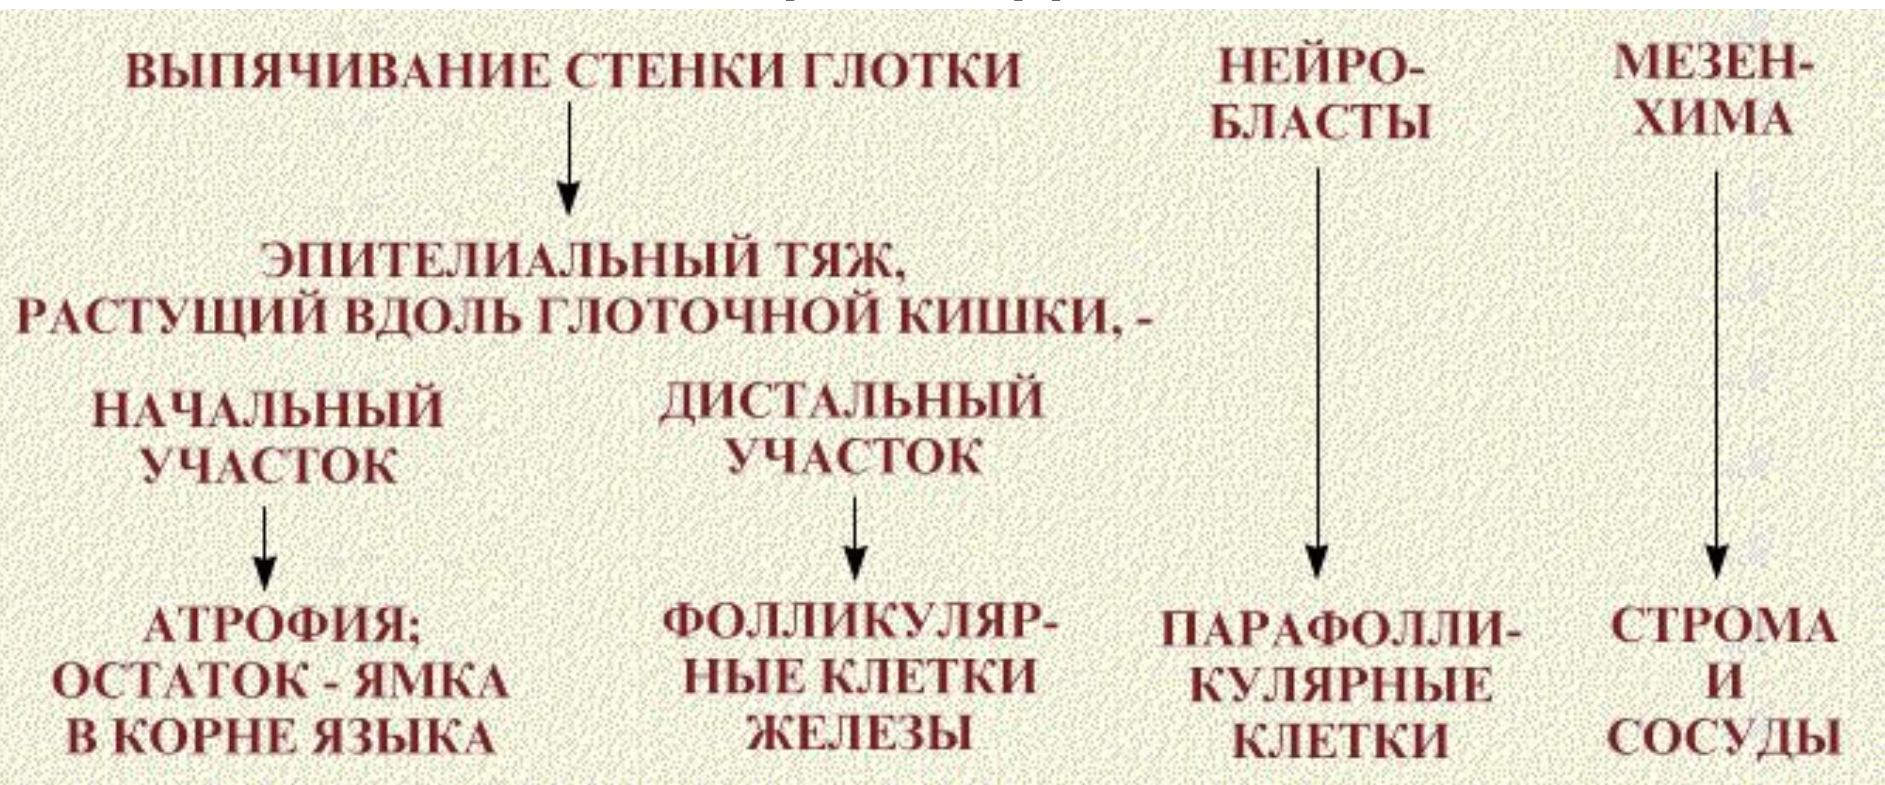 ВЫПЯЧИВАНИЕ СТЕНКИ ГЛОТКИ
ЭПИТЕЛИАЛЬНЫЙ ТЯЖ,
РАСТУЩИЙ ВДОЛЬ ГЛОТОЧНОЙ КИШКИ, -
НАЧАЛЬНЫЙ
УЧАСТОК
АТРОФИЯ;
ОСТАТОК - ЯМКА
В КОРНЕ ЯЗЫКА
ДИСТАЛЬНЫЙ
УЧАСТОК
ФОЛЛИКУЛЯР-
НЫЕ КЛЕТКИ
ЖЕЛЕЗЫ
НЕЙРО-
БЛАСТЫ
ПАРАФОЛЛИ-
КУЛЯРНЫЕ
КЛЕТКИ
МЕЗЕН-
ХИМА
СТРОМА
И
СОСУДЫ